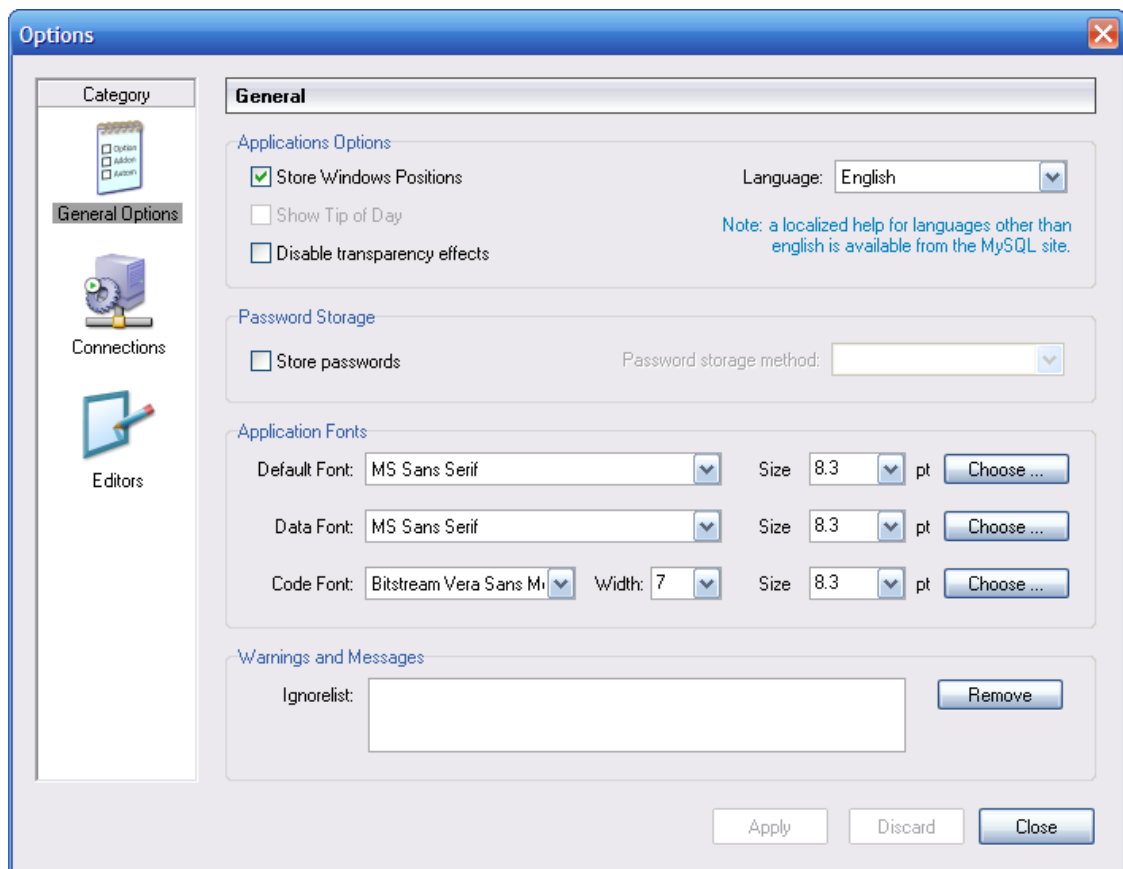 Options
Category
Option
Addon
Autom
General Options
Connections
Editors
General
Applications Options
Store Windows Positions
Language: English
Show Tip of Day
Note: a localized help for languages other than
english is available from the MySQL site.
Disable transparency effects
Password Storage
Store passwords
Password storage method:
Application Fonts
Default Font: MS Sans Serif Size 8.3 pt Choose ...
Data Font: MS Sans Serif Size 8.3 pt Choose ...
Code Font: Bitstream Vera Sans Width: 7 Size 8.3 pt Choose ...
Warnings and Messages
Ignorelist:
Remove
Apply Discard Close